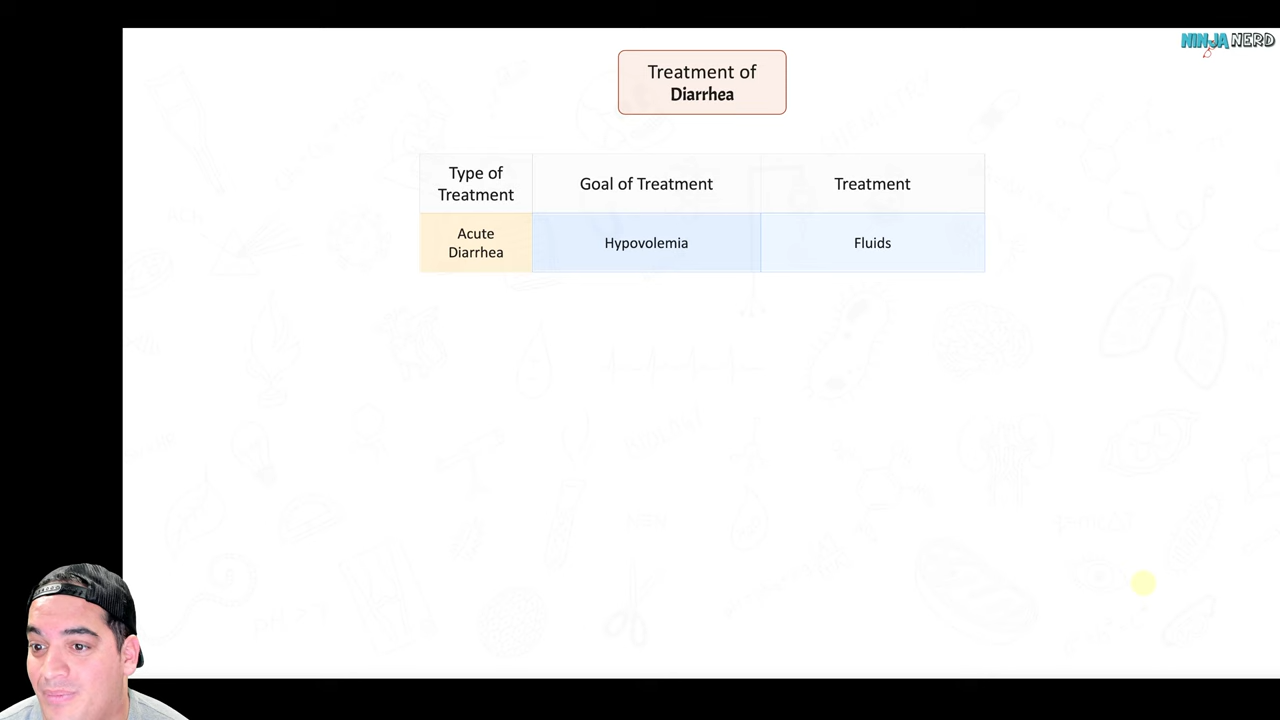 NINJA NERD
Treatment of
Diarrhea
Type of
Treatment
Goal of Treatment
Treatment
Acute
Diarrhea
Hypovolemia
Fluids